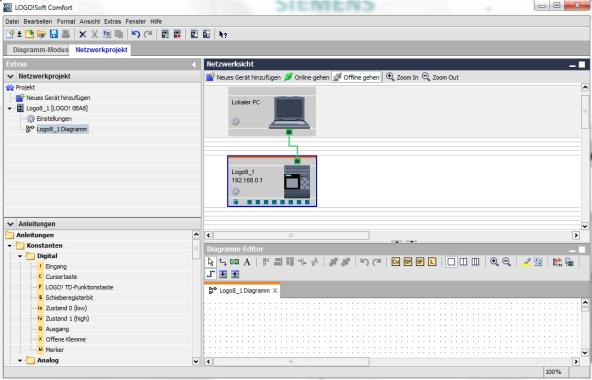 SIEMENS
LOGO!Soft Comfort
Datei Bearbeiten Format Ansicht Extras Fenster Hilfe
Diagramm-Modus Netzwerkprojekt
Extras
Netzwerkprojekt
Projekt
Neues Gerät hinzufügen
Logo8_1 [LOGO! 0BA8]
Einstellungen
Logo8_1 Diagramm
Anleitungen
Anleitungen
Konstanten
Digital
I Eingang
C Cursortaste
F LOGO! TD-Funktionstaste
S Schieberegisterbit
lo Zustand 0 (low)
hi Zustand 1 (high)
Q Ausgang
X Offene Klemme
M Merker
Analog
Netzwerksicht
Neues Gerät hinzufügen Online gehen Offline gehen Zoom In Zoom Out
Lokaler PC
Logo8_1
192.168.0.1
Diagramm-Editor
A Co GF SF L
Logo8_1 Diagramm X
100%